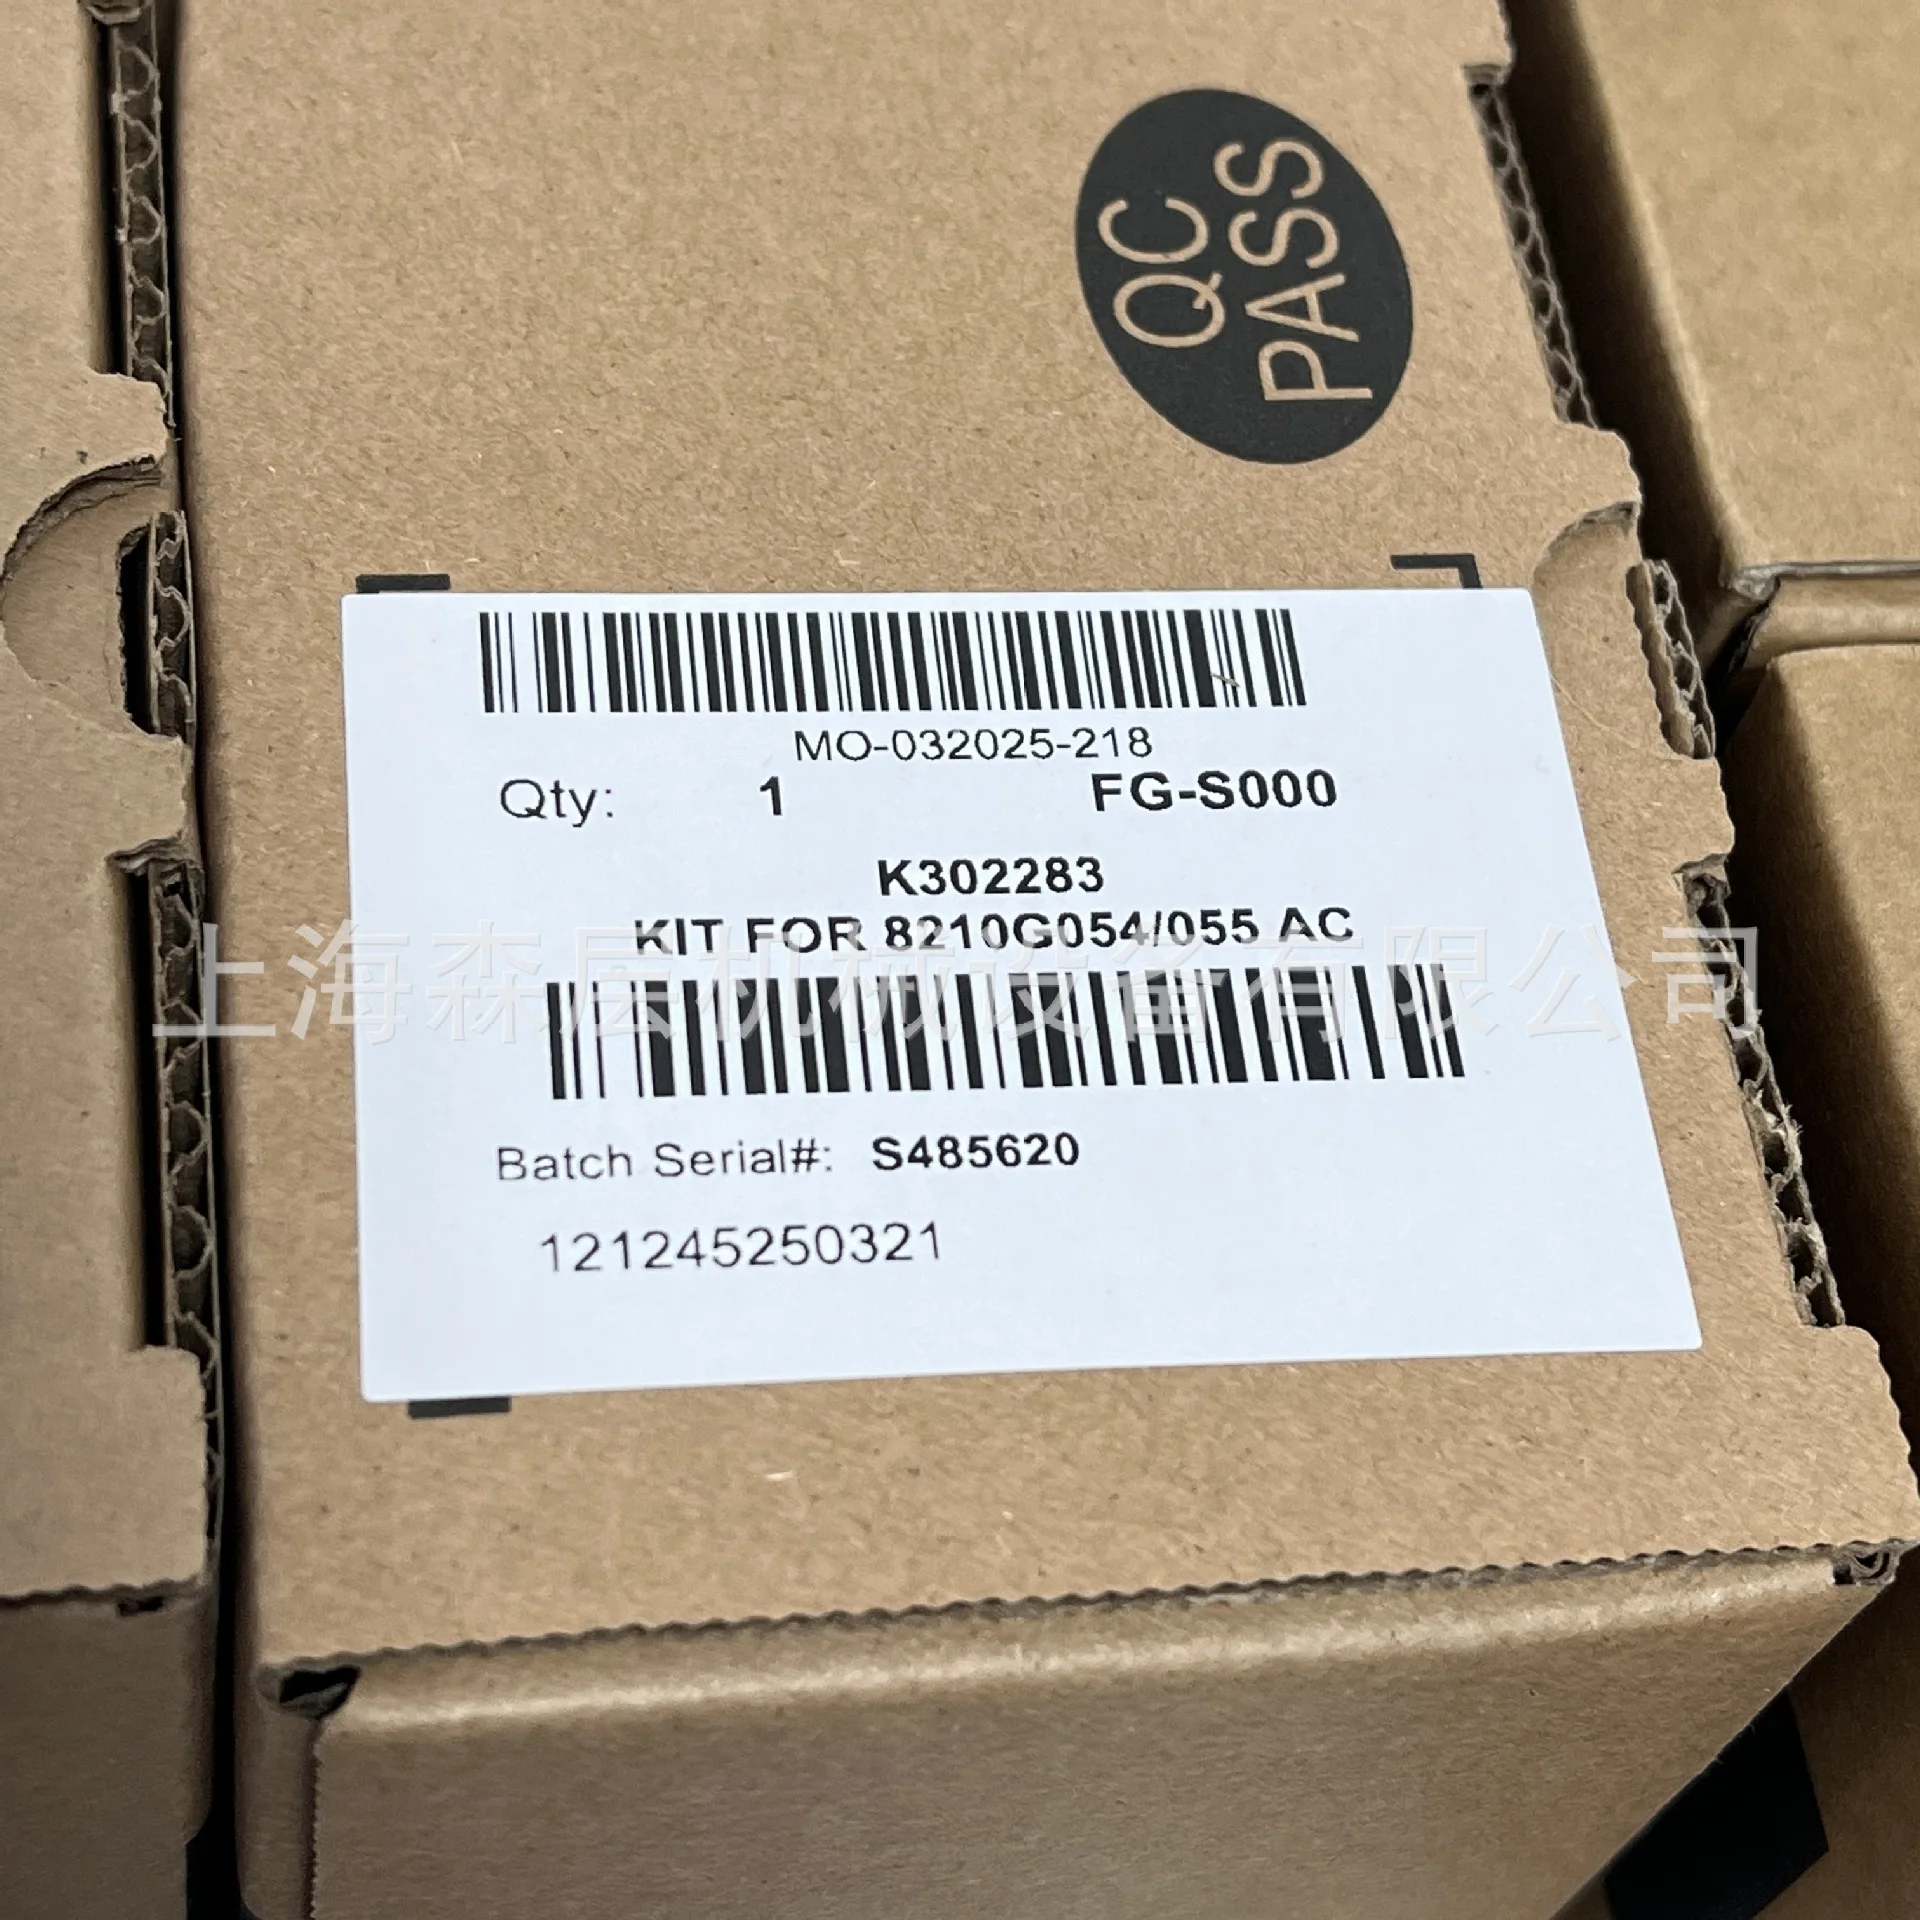 QC
PASS
MO-032025-218
Qty: 1 FG-S000
K302283
KIT FOR 8210G054/055 AC
上海森层机械设备有限公司
Batch Serial#: S485620
121245250321